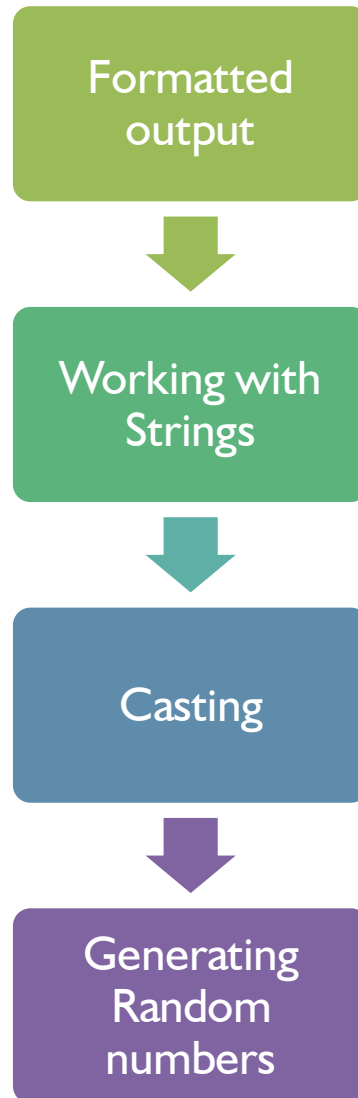 Formatted
output
Working with
Strings
Casting
Generating
Random
numbers